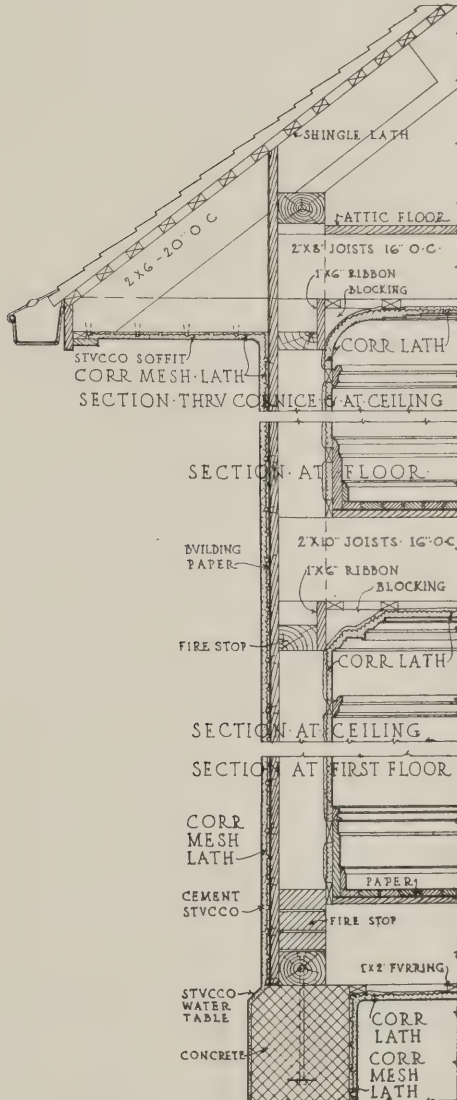 SHINGLE LATH
ATTIC FLOOR
2"X6"-20" O C
2"X8" JOISTS 16" O·C·
1"X6" RIBBON
BLOCKING
CORR LATH
STVCCO SOFFIT
CORR MESH·LATH
SECTION·THRV CORNICE & AT CEILING
SECTION·AT FLOOR·
2"X10" JOISTS·16"·O·C
BUILDING
PAPER
1"X6" RIBBON
BLOCKING
FIRE STOP
CORR LATH
SECTION·AT·CEILING
SECTION AT FIRST FLOOR
CORR
MESH
LATH
PAPER
CEMENT
STVCCO
FIRE STOP
1"X2" FVRRING
STVCCO
WATER
TABLE
CORR
LATH
CONCRETE
CORR
MESH
LATH